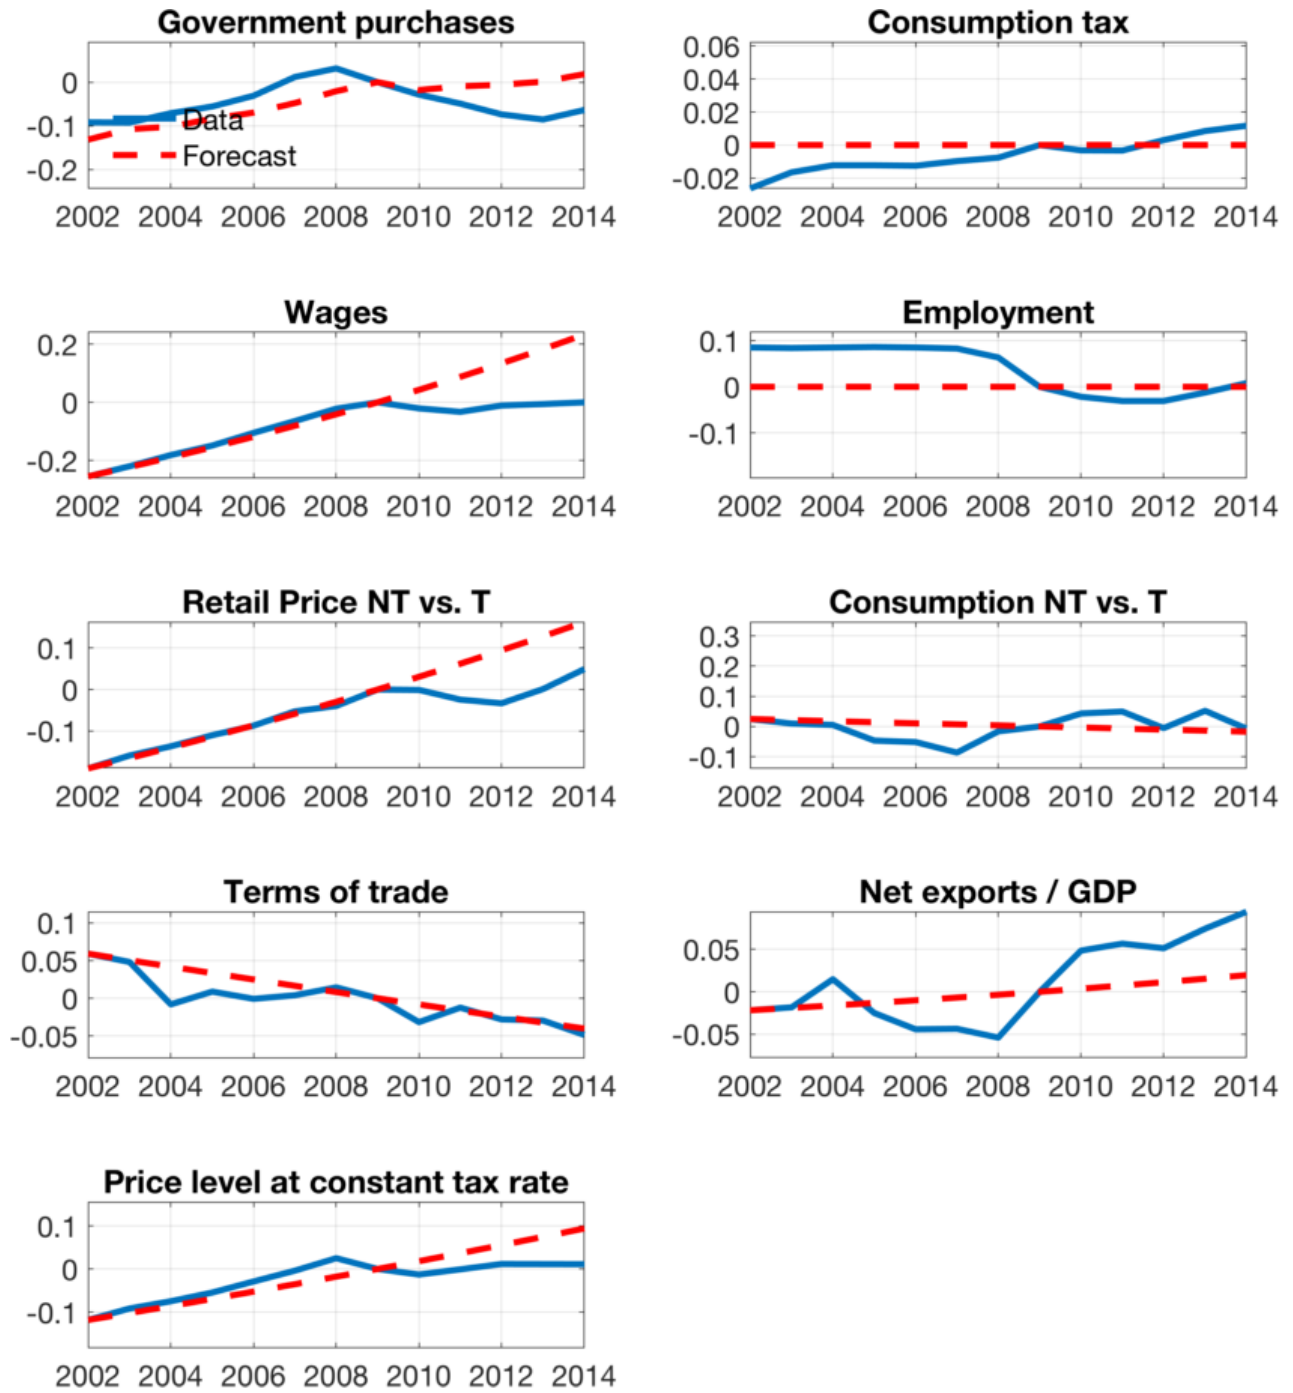 Government purchases
0
-0.1
-0.2
Data
Forecast
2002 2004 2006 2008 2010 2012 2014
Consumption tax
0.06
0.04
0.02
0
-0.02
2002 2004 2006 2008 2010 2012 2014
Wages
0.2
0
-0.2
2002 2004 2006 2008 2010 2012 2014
Employment
0.1
0
-0.1
2002 2004 2006 2008 2010 2012 2014
Retail Price NT vs. T
0.1
0
-0.1
2002 2004 2006 2008 2010 2012 2014
Consumption NT vs. T
0.3
0.2
0.1
0
-0.1
2002 2004 2006 2008 2010 2012 2014
Terms of trade
0.1
0.05
0
-0.05
2002 2004 2006 2008 2010 2012 2014
Net exports / GDP
0.05
0
-0.05
2002 2004 2006 2008 2010 2012 2014
Price level at constant tax rate
0.1
0
-0.1
2002 2004 2006 2008 2010 2012 2014